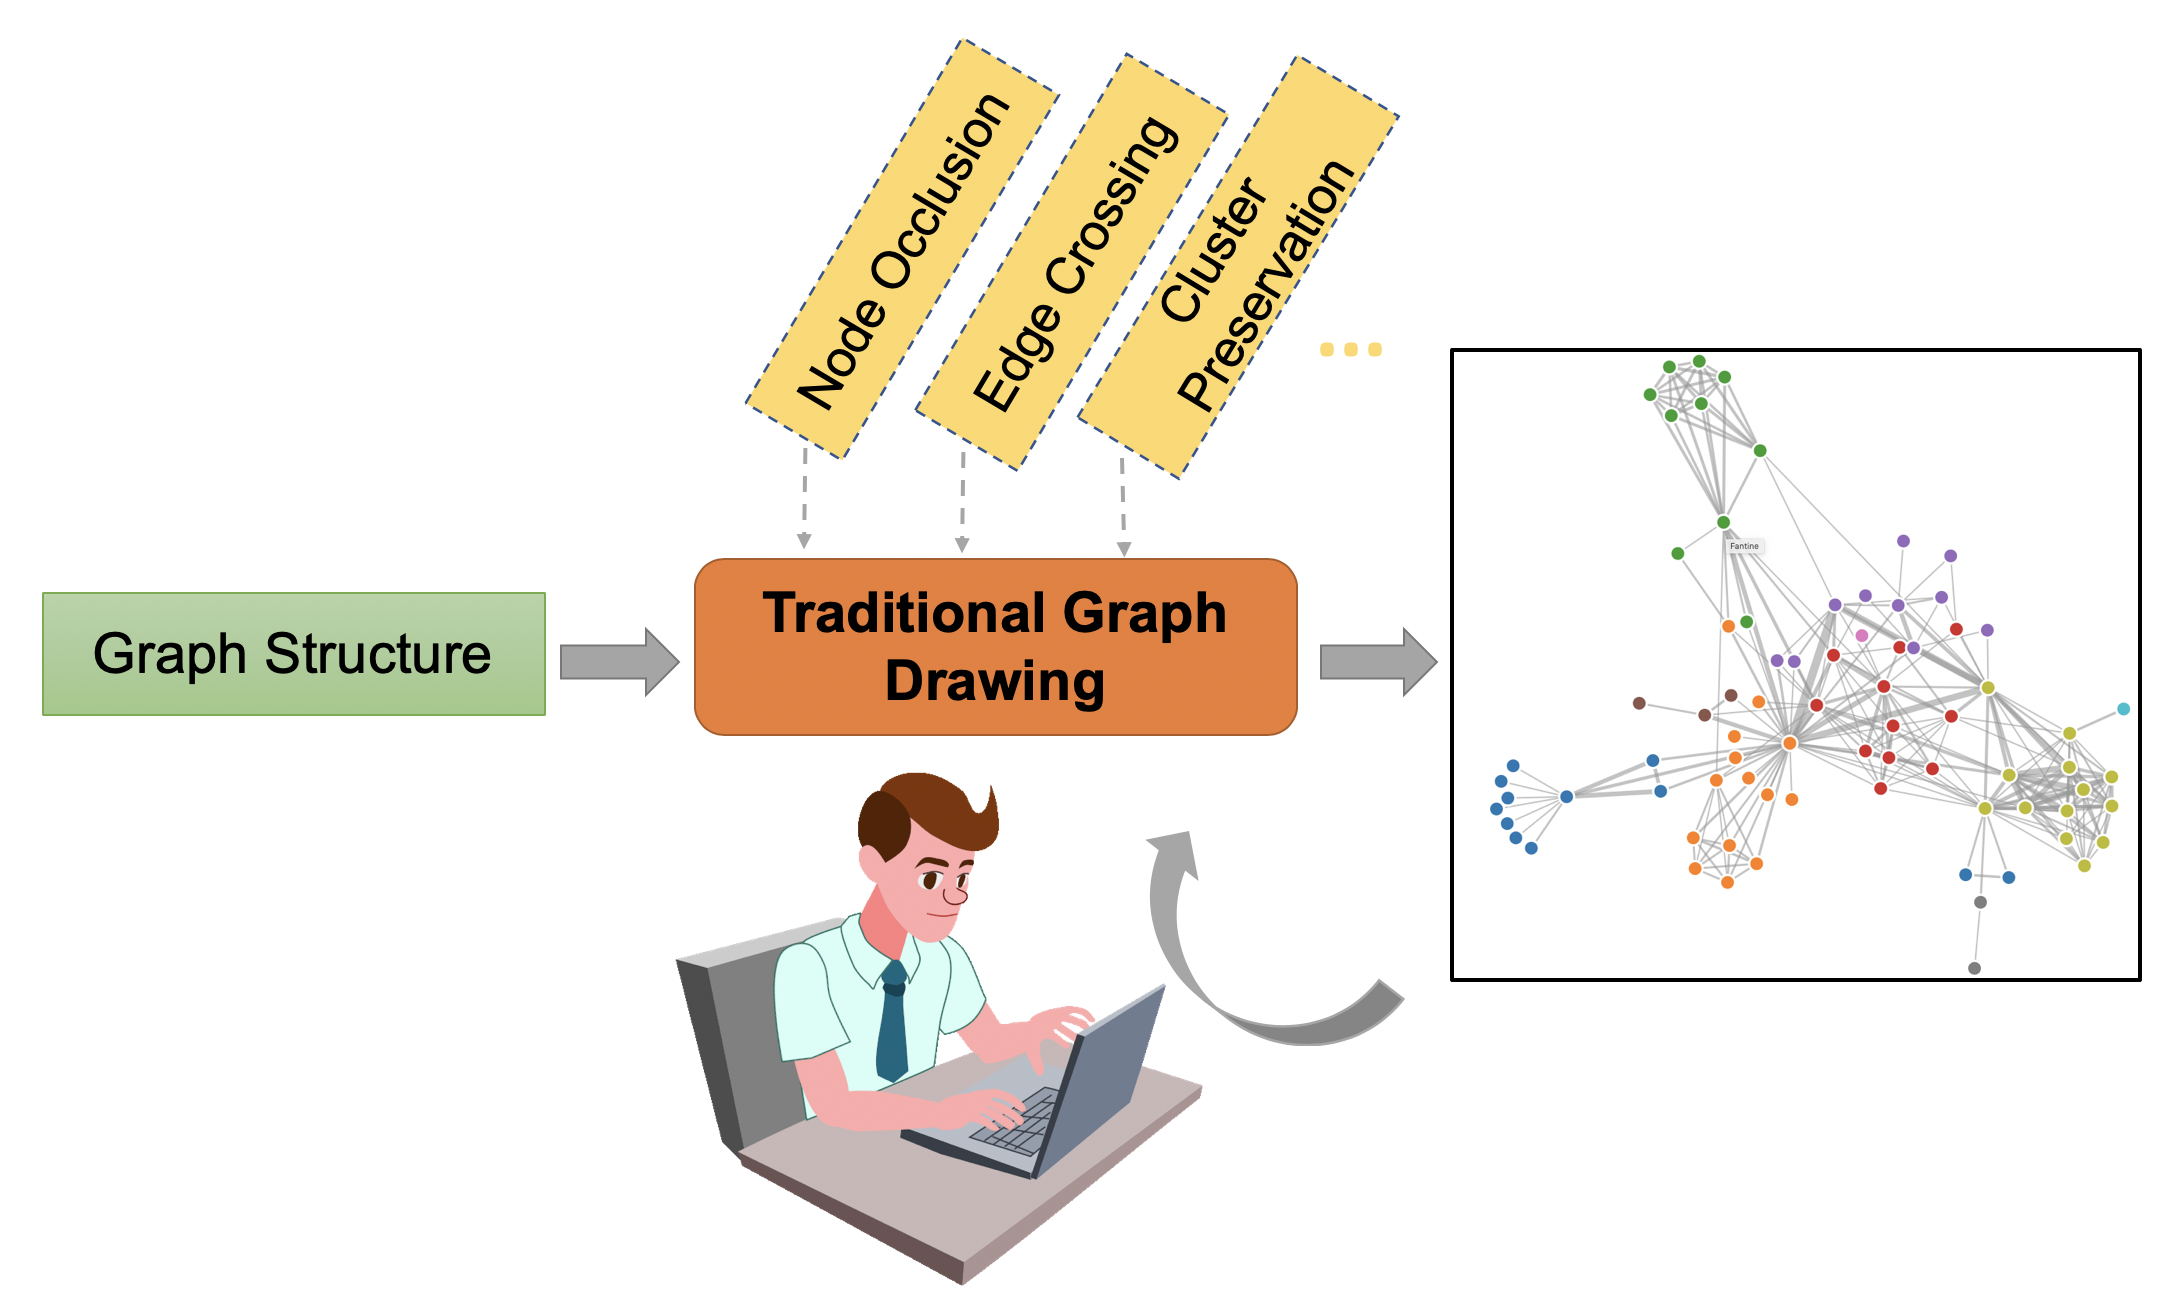 Node Occlusion
Edge Crossing
Cluster
Preservation
...
Graph Structure
Traditional Graph
Drawing
Fantine